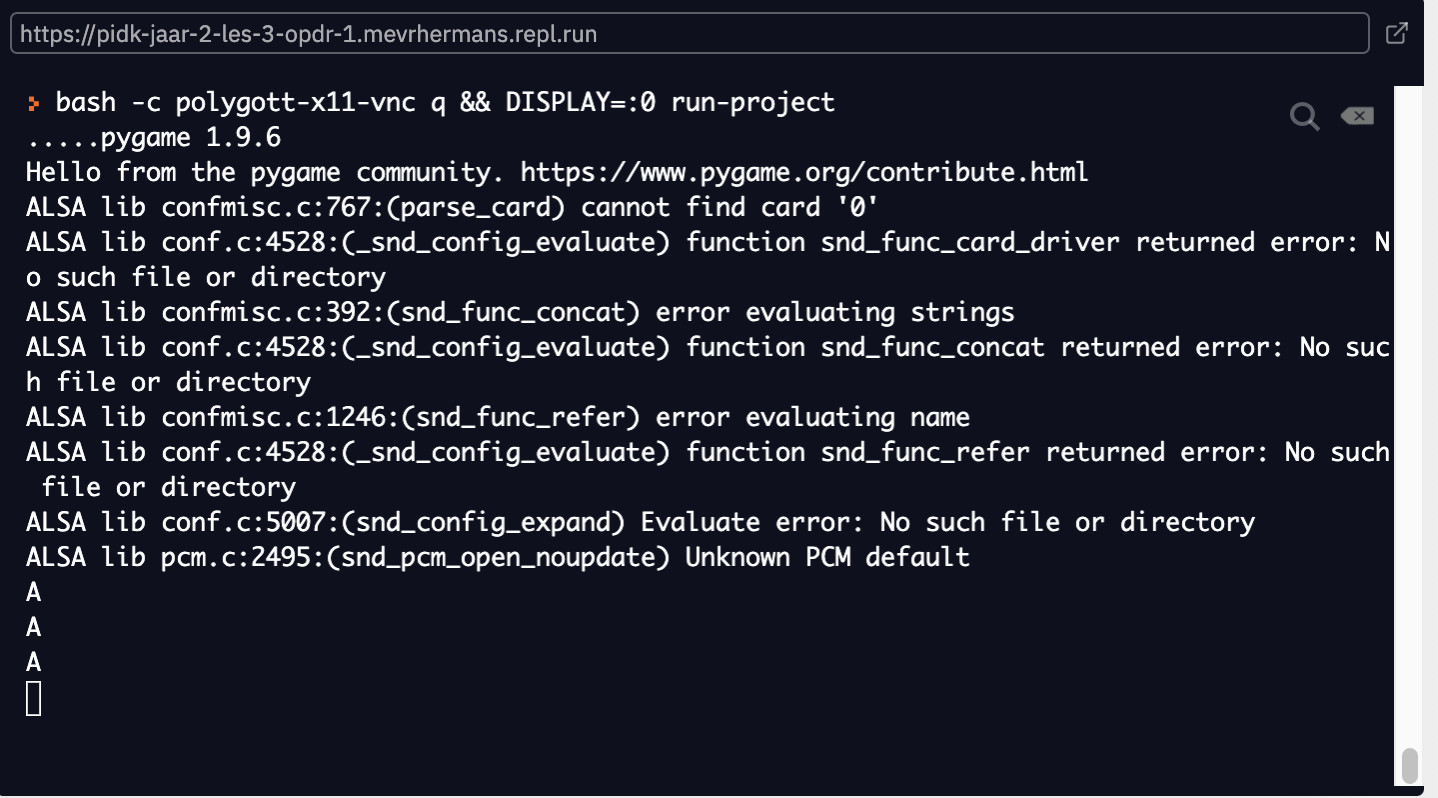 https://pidk-jaar-2-les-3-opdr-1.mevrhermans.repl.run
bash -c polygott-x11-vnc q && DISPLAY=:0 run-project
.....pygame 1.9.6
Hello from the pygame community. https://www.pygame.org/contribute.html
ALSA lib confmisc.c:767:(parse_card) cannot find card '0'
ALSA lib conf.c:4528:(_snd_config_evaluate) function snd_func_card_driver returned error: N
o such file or directory
ALSA lib confmisc.c:392:(snd_func_concat) error evaluating strings
ALSA lib conf.c:4528:(_snd_config_evaluate) function snd_func_concat returned error: No suc
h file or directory
ALSA lib confmisc.c:1246:(snd_func_refer) error evaluating name
ALSA lib conf.c:4528:(_snd_config_evaluate) function snd_func_refer returned error: No such
 file or directory
ALSA lib conf.c:5007:(snd_config_expand) Evaluate error: No such file or directory
ALSA lib pcm.c:2495:(snd_pcm_open_noupdate) Unknown PCM default
A
A
A